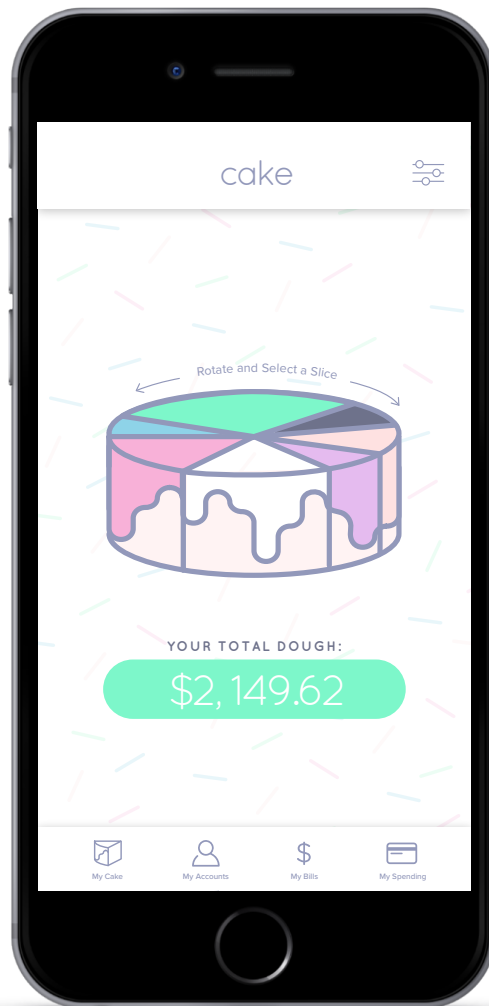 cake
Rotate and Select a Slice
YOUR TOTAL DOUGH:
$2, 149.62
My Cake
My Accounts
$
My Bills
My Spending